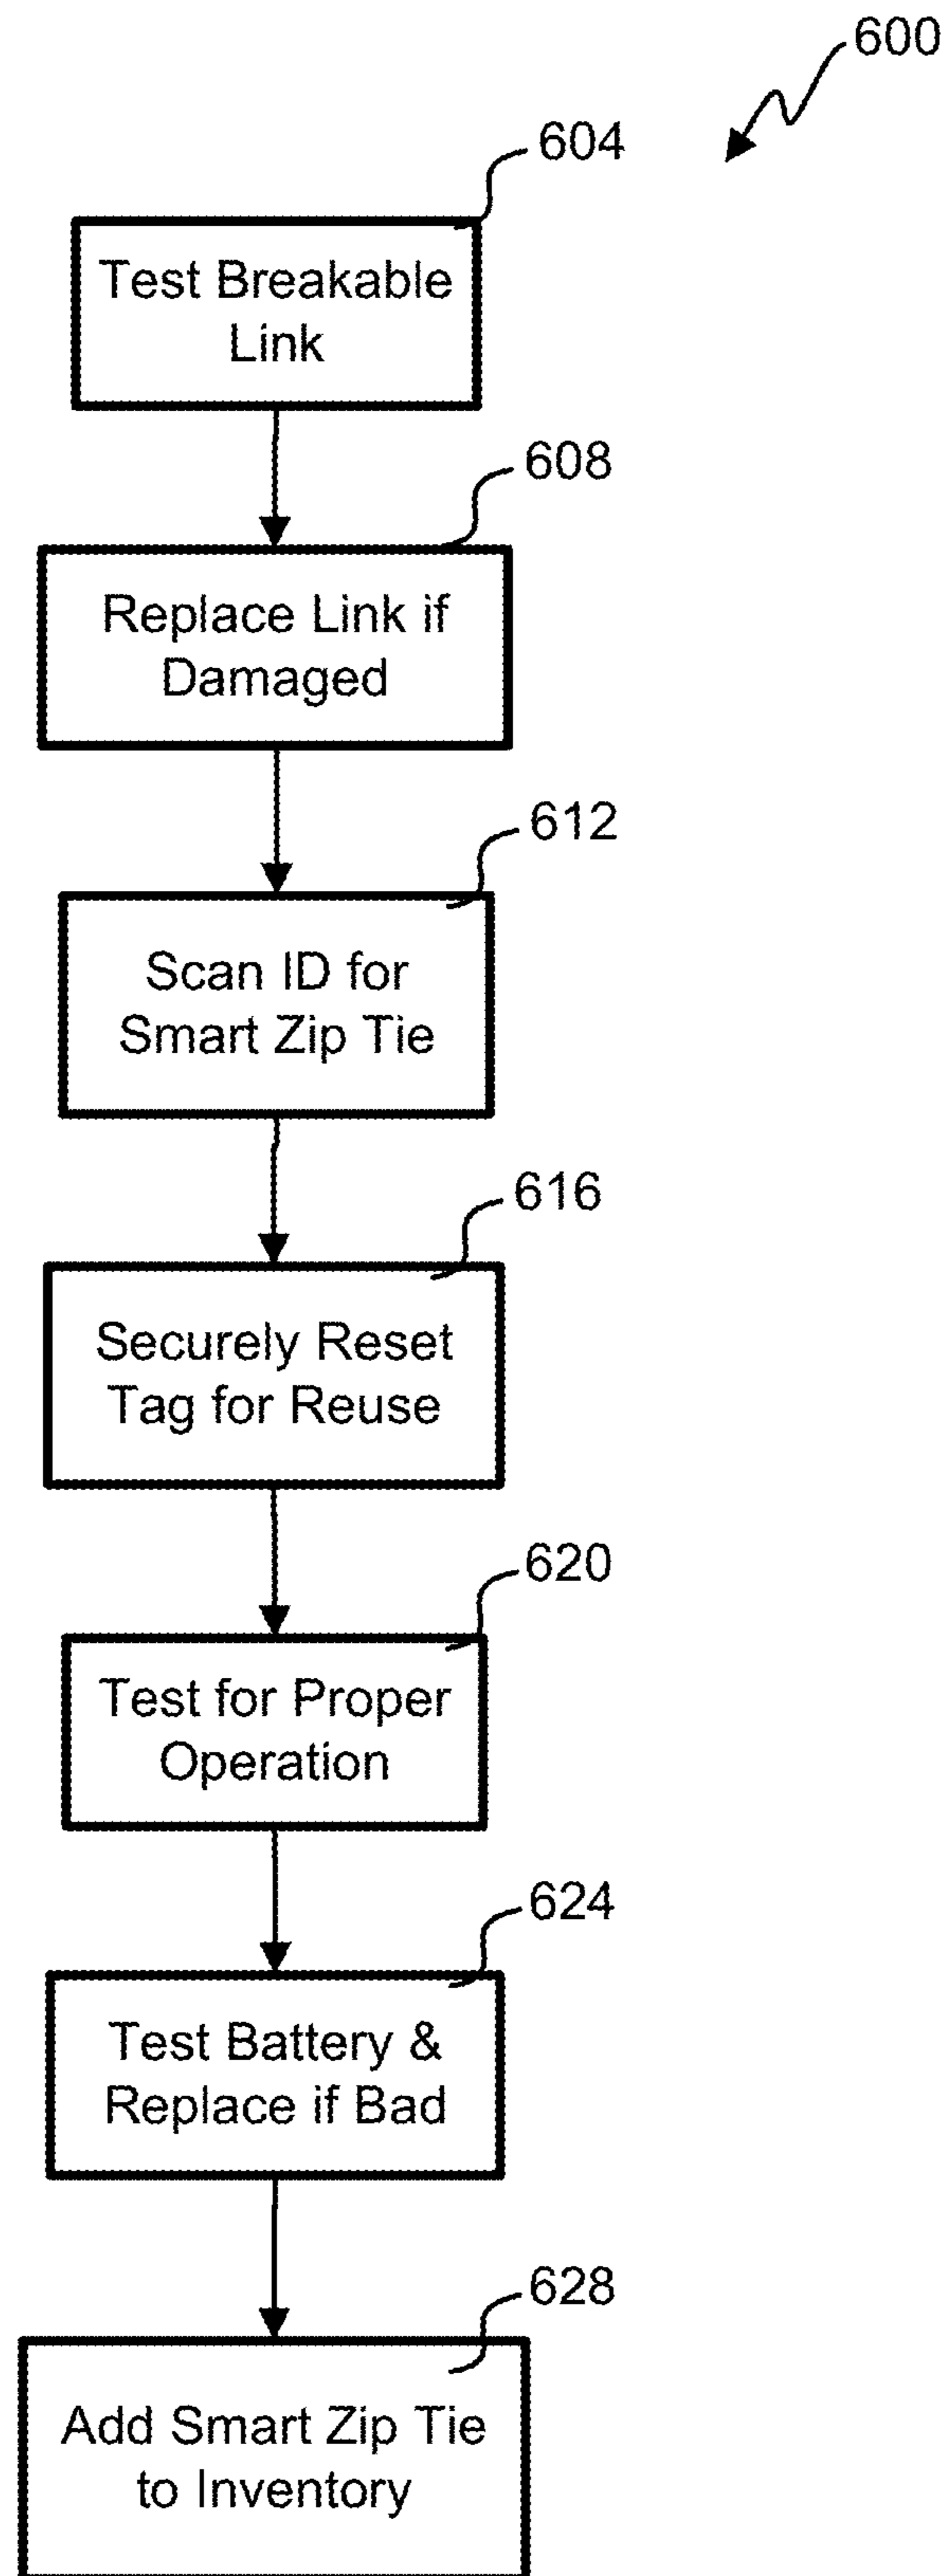 600
604
Test Breakable
Link
608
Replace Link if
Damaged
612
Scan ID for
Smart Zip Tie
616
Securely Reset
Tag for Reuse
620
Test for Proper
Operation
624
Test Battery &
Replace if Bad
628
Add Smart Zip Tie
to Inventory